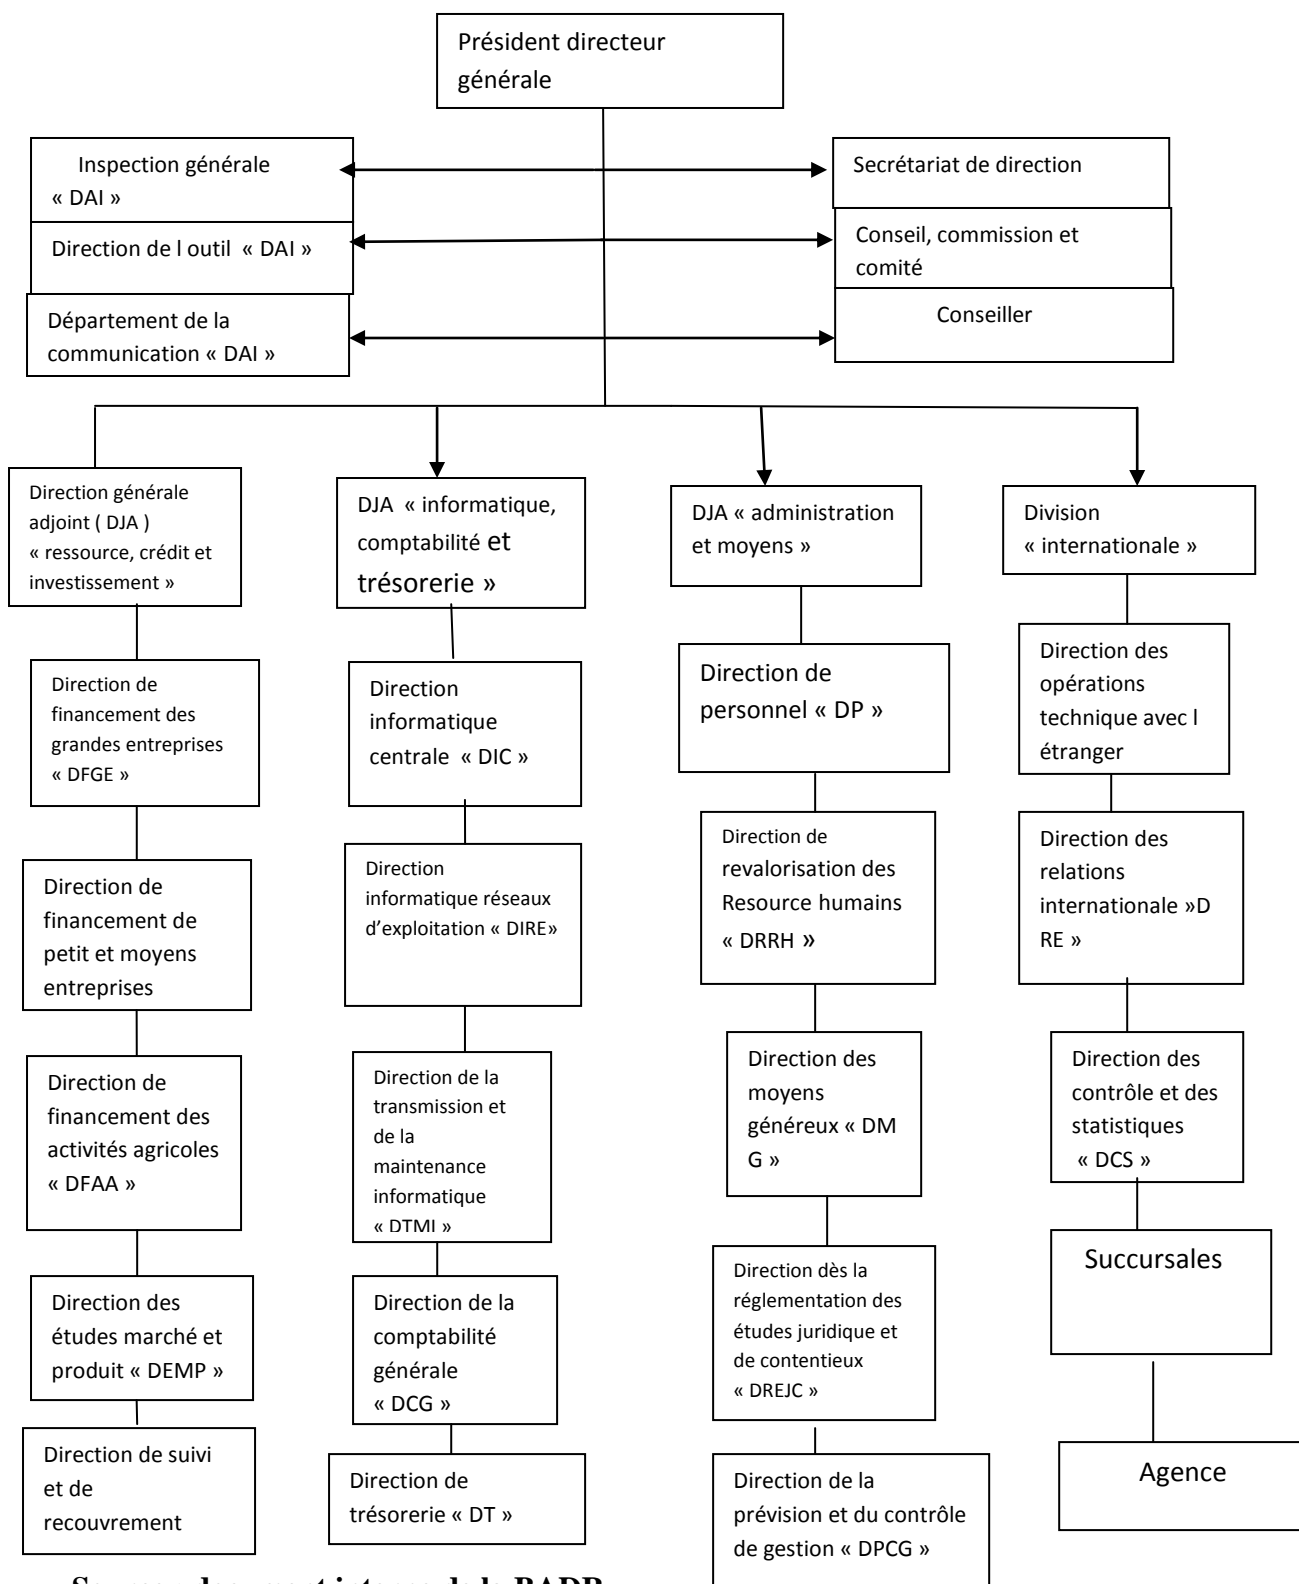 Président directeur
générale
Inspection générale
« DAI »
Secrétariat de direction
Direction de l outil « DAI »
Conseil, commission et
comité
Département de la
communication « DAI »
Conseiller
Direction générale
adjoint ( DJA )
« ressource, crédit et
investissement »
DJA « informatique,
comptabilité et
trésorerie »
DJA « administration
et moyens »
Division
« internationale »
Direction de
financement des
grandes entreprises
« DFGE »
Direction
informatique
centrale « DIC »
Direction de
personnel « DP »
Direction des
opérations
technique avec l
étranger
Direction de
financement de
petit et moyens
entreprises
Direction
informatique réseaux
d’exploitation « DIRE»
Direction de
revalorisation des
Resource humains
« DRRH »
Direction des
relations
internationale »D
RE »
Direction de
financement des
activités agricoles
« DFAA »
Direction de la
transmission et
de la
maintenance
informatique
« DTMI »
Direction des
moyens
généreux « DM
G »
Direction des
contrôle et des
statistiques
« DCS »
Direction des
études marché et
produit « DEMP »
Direction de la
comptabilité
générale
« DCG »
Direction dès la
réglementation des
études juridique et
de contentieux
« DREJC »
Succursales
Direction de suivi
et de
recouvrement
Direction de
trésorerie « DT »
Direction de la
prévision et du contrôle
de gestion « DPCG »
Agence